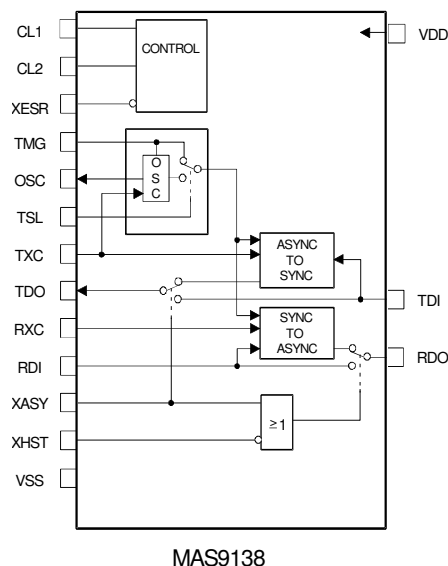 CL1
CL2
XESR
TMG
OSC
TSL
TXC
TDO
RXC
RDI
XASY
XHST
VSS
CONTROL
O
S
C
ASYNC
TO
SYNC
SYNC
TO
ASYNC
≥1
VDD
TDI
RDO
MAS9138